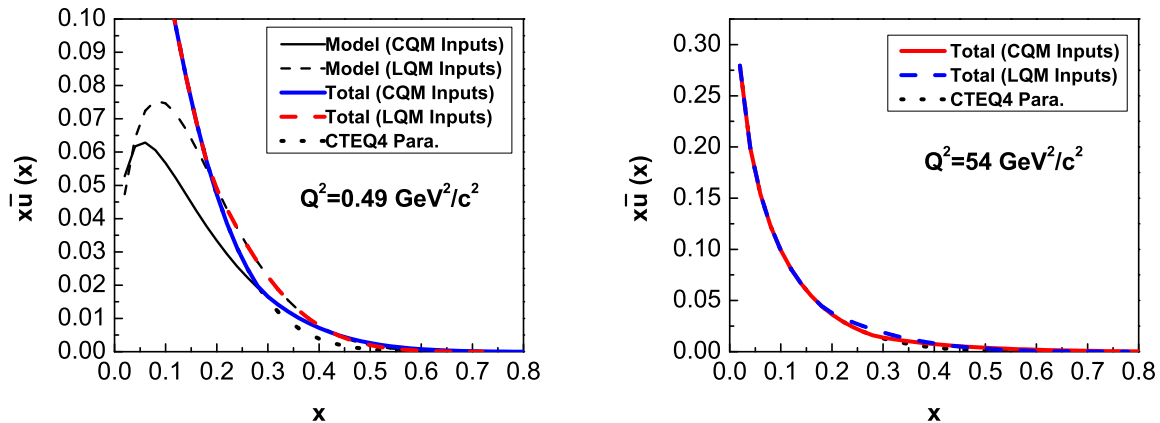 0.10
0.09
0.08
0.07
0.06
0.05
0.04
0.03
0.02
0.01
0.00
xū (x)
Model (CQM Inputs)
Model (LQM Inputs)
Total (CQM Inputs)
Total (LQM Inputs)
CTEQ4 Para.
Q²=0.49 GeV²/c²
0.0 0.1 0.2 0.3 0.4 0.5 0.6 0.7 0.8
x
0.30
0.25
0.20
0.15
0.10
0.05
0.00
xū (x)
Total (CQM Inputs)
Total (LQM Inputs)
CTEQ4 Para.
Q²=54 GeV²/c²
0.0 0.1 0.2 0.3 0.4 0.5 0.6 0.7 0.8
x